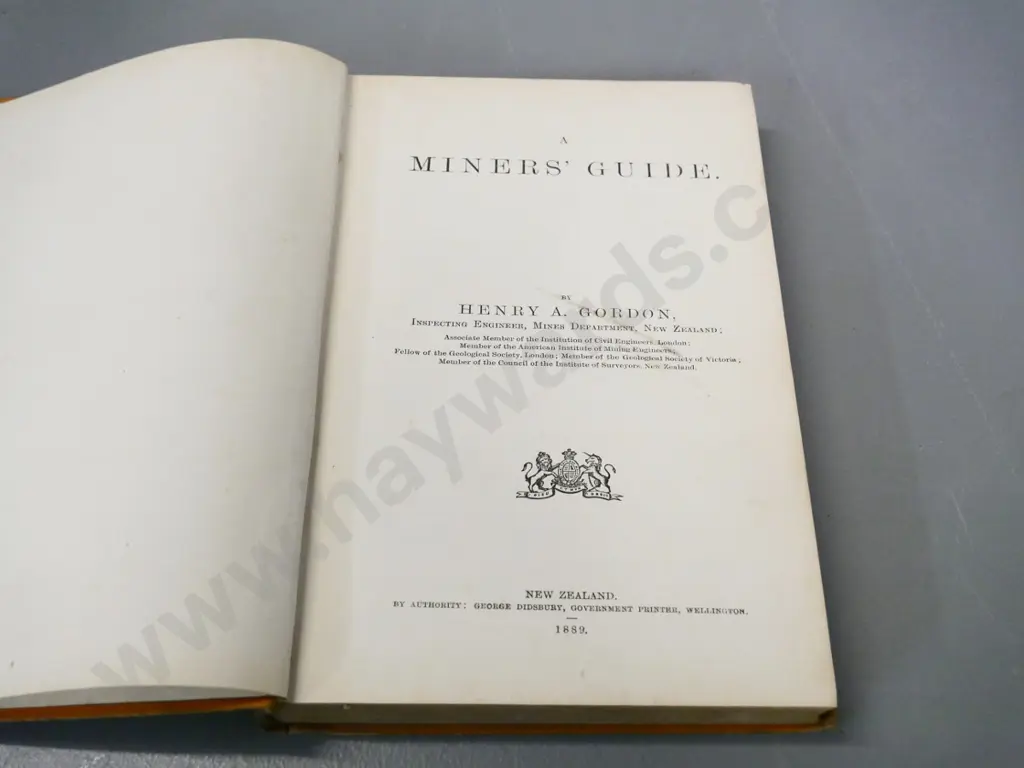 A
MINERS' GUIDE.
BY
HENRY A. GORDON,
INSPECTING ENGINEER, MINES DEPARTMENT, NEW ZEALAND;
Associate Member of the Institution of Civil Engineers, London;
Member of the American Institute of Mining Engineers;
Fellow of the Geological Society, London; Member of the Geological Society of Victoria;
Member of the Council of the Institute of Surveyors, New Zealand.
NEW ZEALAND.
BY AUTHORITY: GEORGE DIDSBURY, GOVERNMENT PRINTER, WELLINGTON.
1889.
www.haywards.c